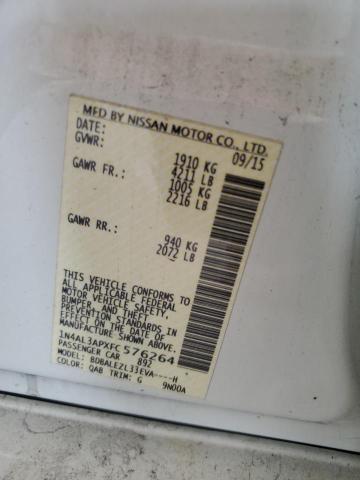 MFD BY NISSAN MOTOR CO., LTD.
DATE: 09/15
GVWR: 1910 KG
4211 LB
GAWR FR.: 1005 KG
2216 LB
GAWR RR.: 940 KG
2072 LB
THIS VEHICLE CONFORMS TO
ALL APPLICABLE FEDERAL
MOTOR VEHICLE SAFETY,
BUMPER, AND THEFT
PREVENTION STANDARDS IN
EFFECT ON THE DATE OF
MANUFACTURE SHOWN ABOVE.
1N4AL3APXFC576264
PASSENGER CAR 892
MODEL: BDBALEZL33EVA----H
COLOR: QAB TRIM: G 9N00A